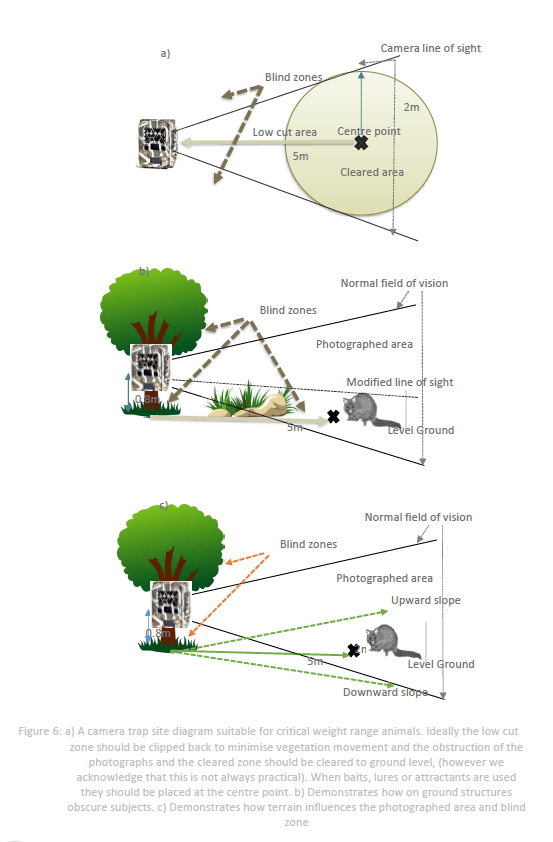 a)
Camera line of sight
Blind zones
2m
Low cut area
Centre point
5m
Cleared area
b)
Normal field of vision
Blind zones
Photographed area
Modified line of sight
0.8m
5m
Level Ground
c)
Normal field of vision
Blind zones
Photographed area
Upward slope
0.8m
5m
Level Ground
Downward slope
Figure 6: a) A camera trap site diagram suitable for critical weight range animals. Ideally the low cut
zone should be clipped back to minimise vegetation movement and the obstruction of the
photographs and the cleared zone should be cleared to ground level, (however we
acknowledge that this is not always practical). When baits, lures or attractants are used
they should be placed at the centre point. b) Demonstrates how on ground structures
obscure subjects. c) Demonstrates how terrain influences the photographed area and blind
zone